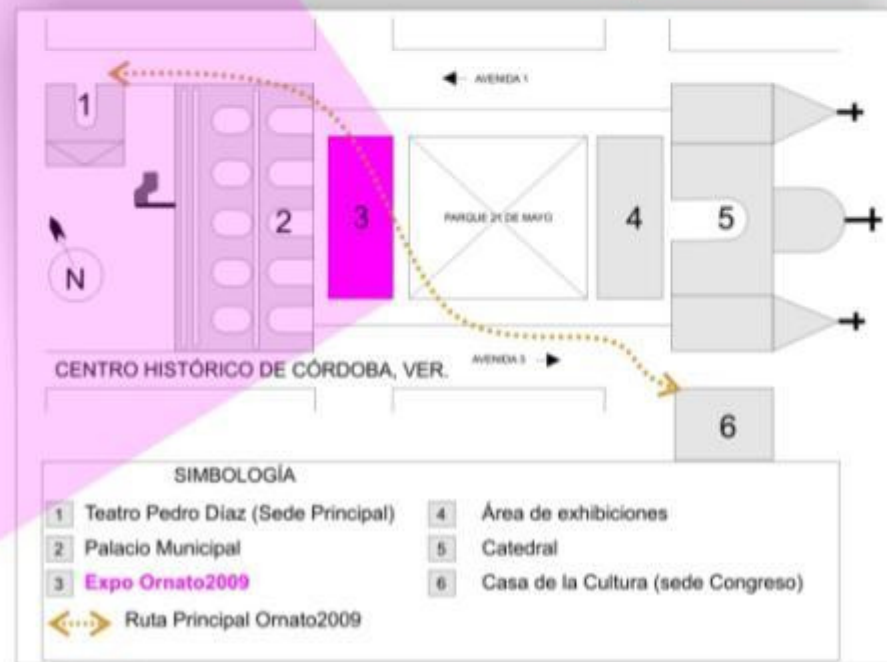 AVENIDA 1
1
2
3
PARQUE 21 DE MAYO
4
5
N
CENTRO HISTÓRICO DE CÓRDOBA, VER.
AVENIDA 3
6
SIMBOLOGÍA
1 Teatro Pedro Díaz (Sede Principal)
2 Palacio Municipal
3 Expo Ornato2009
Ruta Principal Ornato2009
4 Área de exhibiciones
5 Catedral
6 Casa de la Cultura (sede Congreso)